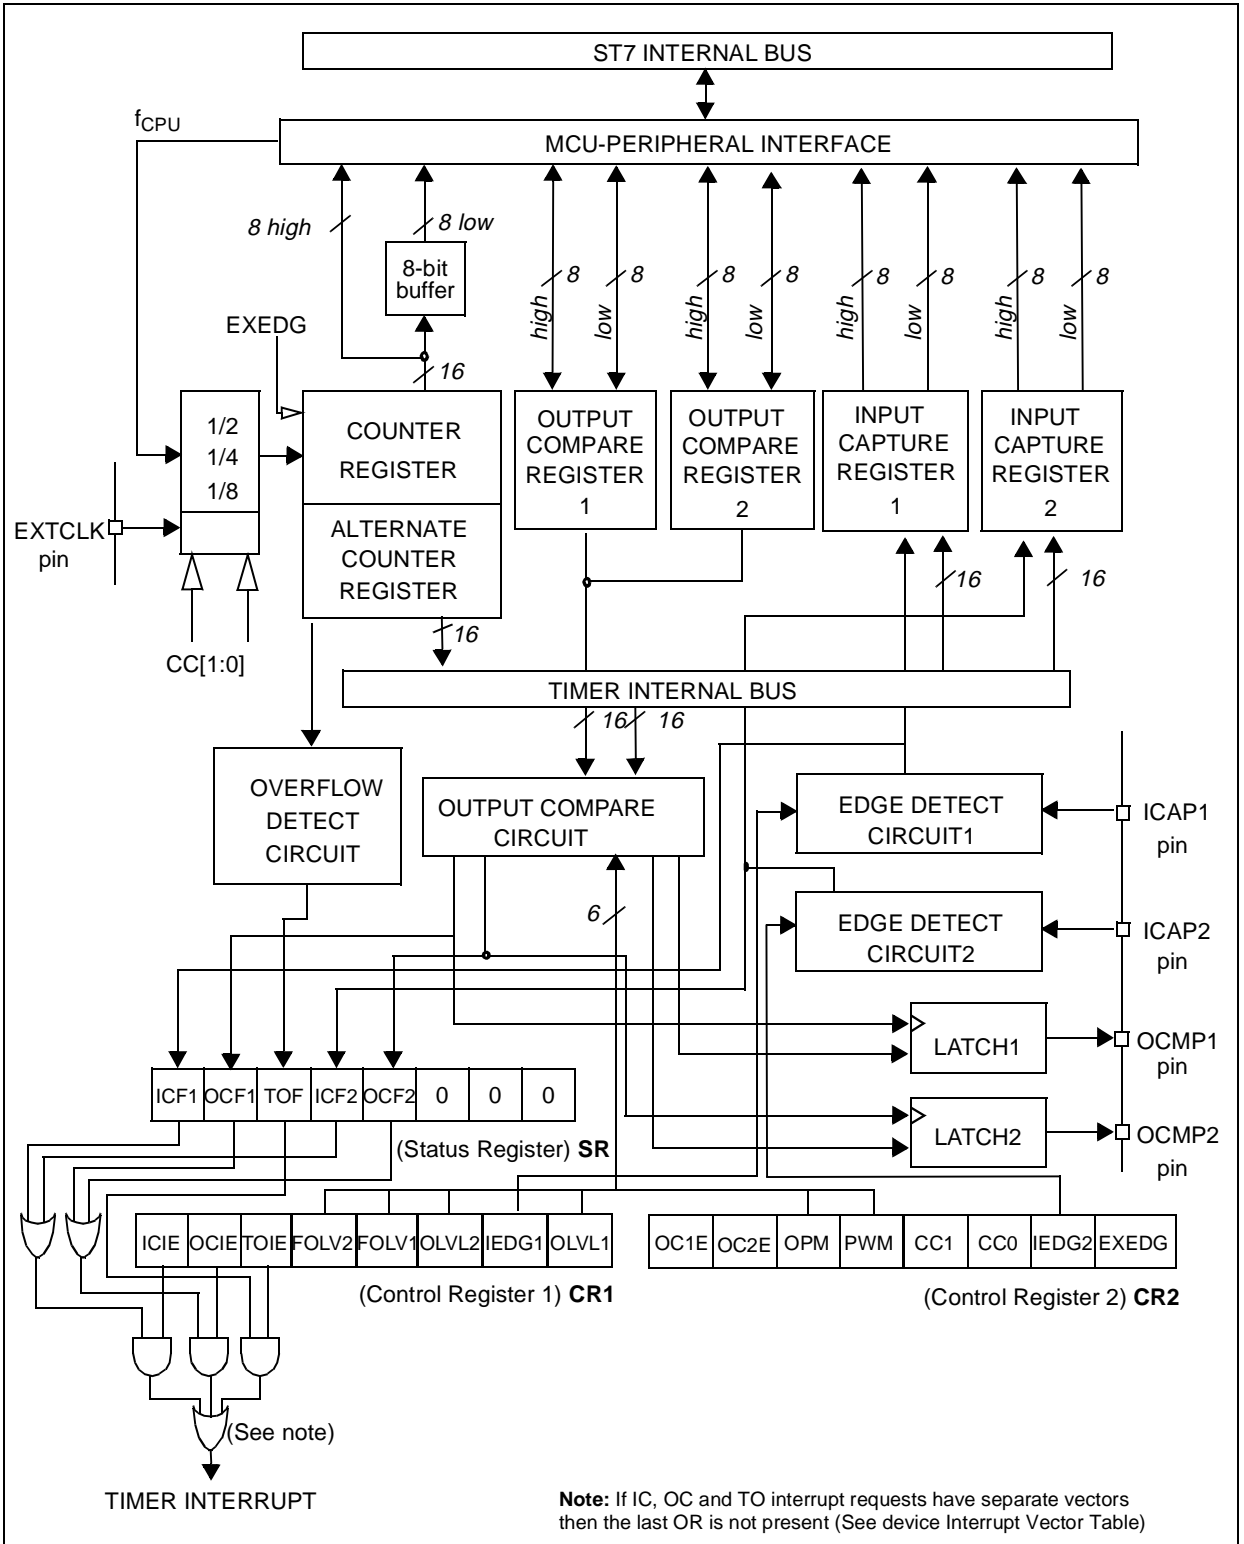 ST7 INTERNAL BUS
fCPU
MCU-PERIPHERAL INTERFACE
8 high
8 low
8-bit
buffer
8
8
8
8
8
8
8
8
high
low
high
low
high
low
high
low
EXEDG
16
1/2
1/4
1/8
COUNTER
REGISTER
OUTPUT
COMPARE
REGISTER
1
OUTPUT
COMPARE
REGISTER
2
INPUT
CAPTURE
REGISTER
1
INPUT
CAPTURE
REGISTER
2
EXTCLK
pin
ALTERNATE
COUNTER
REGISTER
16
16
16
CC[1:0]
TIMER INTERNAL BUS
16
16
OVERFLOW
DETECT
CIRCUIT
OUTPUT COMPARE
CIRCUIT
EDGE DETECT
CIRCUIT1
ICAP1
pin
6
EDGE DETECT
CIRCUIT2
ICAP2
pin
LATCH1
OCMP1
pin
ICF1 OCF1 TOF ICF2 OCF2 0 0 0
(Status Register) SR
LATCH2
OCMP2
pin
ICIE OCIE TOIE FOLV2 FOLV1 OLVL2 IEDG1 OLVL1
(Control Register 1) CR1
OC1E OC2E OPM PWM CC1 CC0 IEDG2 EXEDG
(Control Register 2) CR2
(See note)
TIMER INTERRUPT
Note: If IC, OC and TO interrupt requests have separate vectors
then the last OR is not present (See device Interrupt Vector Table)